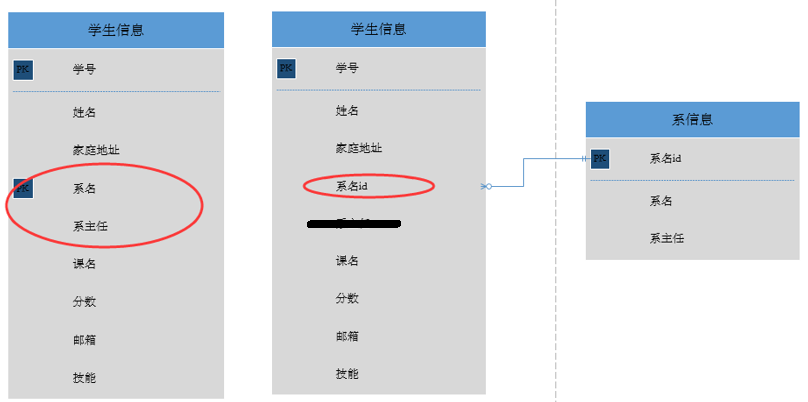 学生信息
PK 学号
姓名
家庭地址
PK 系名
系主任
课名
分数
邮箱
技能
学生信息
PK 学号
姓名
家庭地址
系名id
课名
分数
邮箱
技能
系信息
PK 系名id
系名
系主任